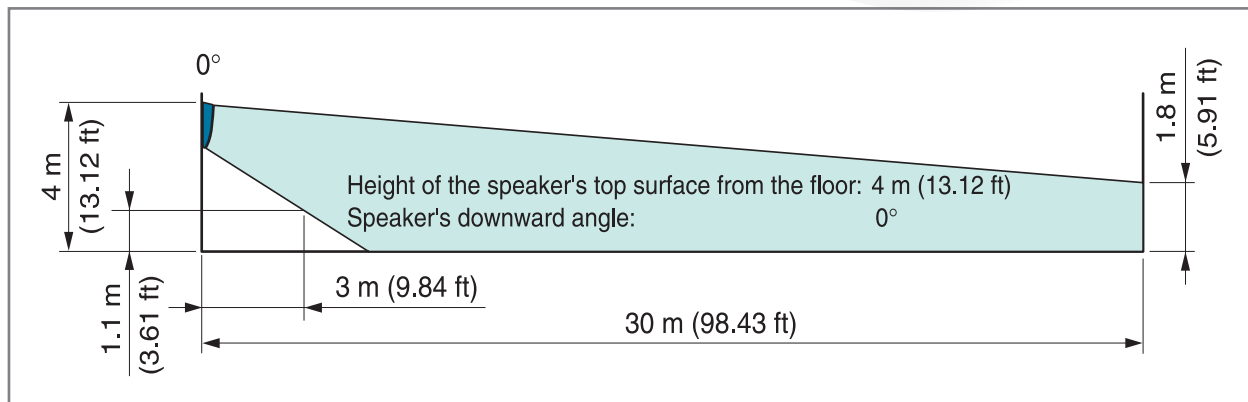 0°
4 m
(13.12 ft)
1.8 m
(5.91 ft)
Height of the speaker's top surface from the floor: 4 m (13.12 ft)
Speaker's downward angle: 0°
1.1 m
(3.61 ft)
3 m (9.84 ft)
30 m (98.43 ft)